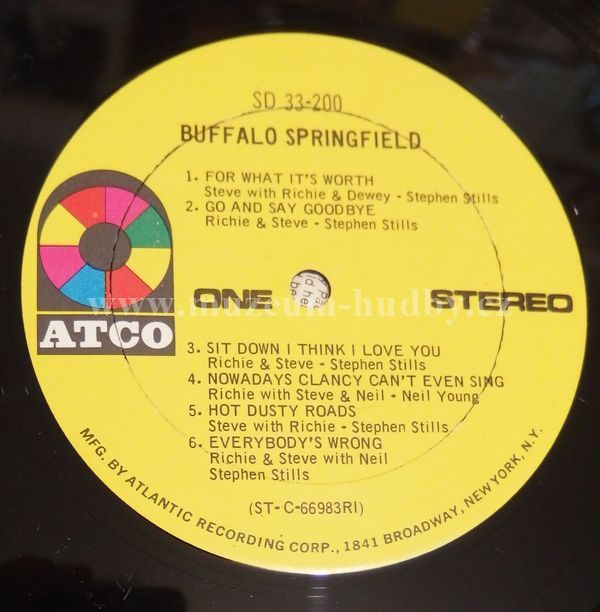 SD 33-200
BUFFALO SPRINGFIELD
1. FOR WHAT IT'S WORTH
Steve with Richie & Dewey - Stephen Stills
2. GO AND SAY GOODBYE
Richie & Steve - Stephen Stills
ATCO
ONE
STEREO
www.muzeum-hudby.cz
3. SIT DOWN I THINK I LOVE YOU
Richie & Steve - Stephen Stills
4. NOWADAYS CLANCY CAN'T EVEN SING
Richie with Steve & Neil - Neil Young
5. HOT DUSTY ROADS
Steve with Richie - Stephen Stills
6. EVERYBODY'S WRONG
Richie & Steve with Neil
Stephen Stills
(ST-C-66983RI)
MFG. BY ATLANTIC RECORDING CORP., 1841 BROADWAY, NEW YORK, N.Y.